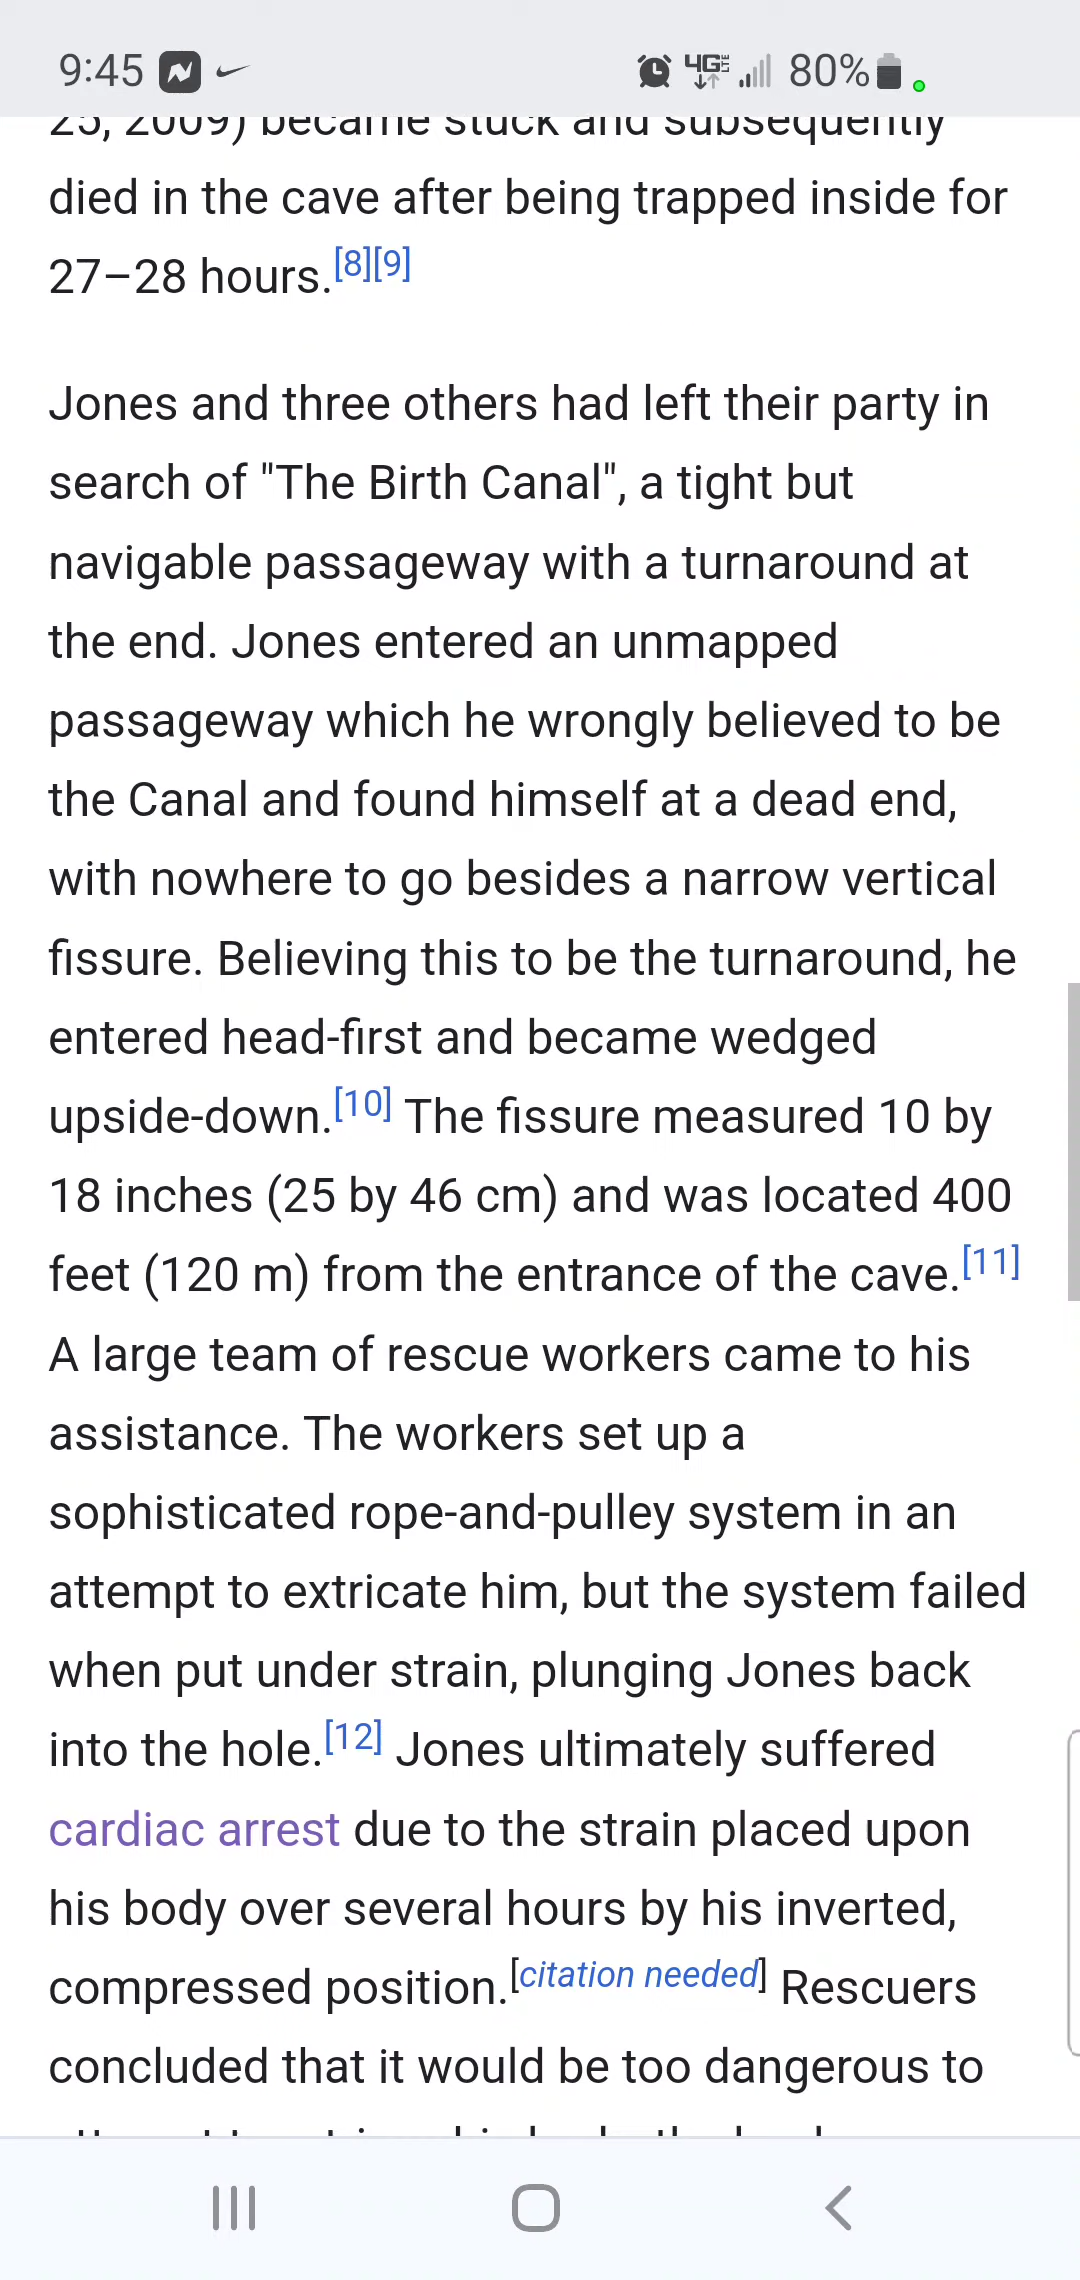 9:45
4G LTE
80%
25, 2009) became stuck and subsequently
died in the cave after being trapped inside for
27–28 hours.[8][9]
Jones and three others had left their party in
search of "The Birth Canal", a tight but
navigable passageway with a turnaround at
the end. Jones entered an unmapped
passageway which he wrongly believed to be
the Canal and found himself at a dead end,
with nowhere to go besides a narrow vertical
fissure. Believing this to be the turnaround, he
entered head-first and became wedged
upside-down.[10] The fissure measured 10 by
18 inches (25 by 46 cm) and was located 400
feet (120 m) from the entrance of the cave.[11]
A large team of rescue workers came to his
assistance. The workers set up a
sophisticated rope-and-pulley system in an
attempt to extricate him, but the system failed
when put under strain, plunging Jones back
into the hole.[12] Jones ultimately suffered
cardiac arrest due to the strain placed upon
his body over several hours by his inverted,
compressed position.[citation needed] Rescuers
concluded that it would be too dangerous to